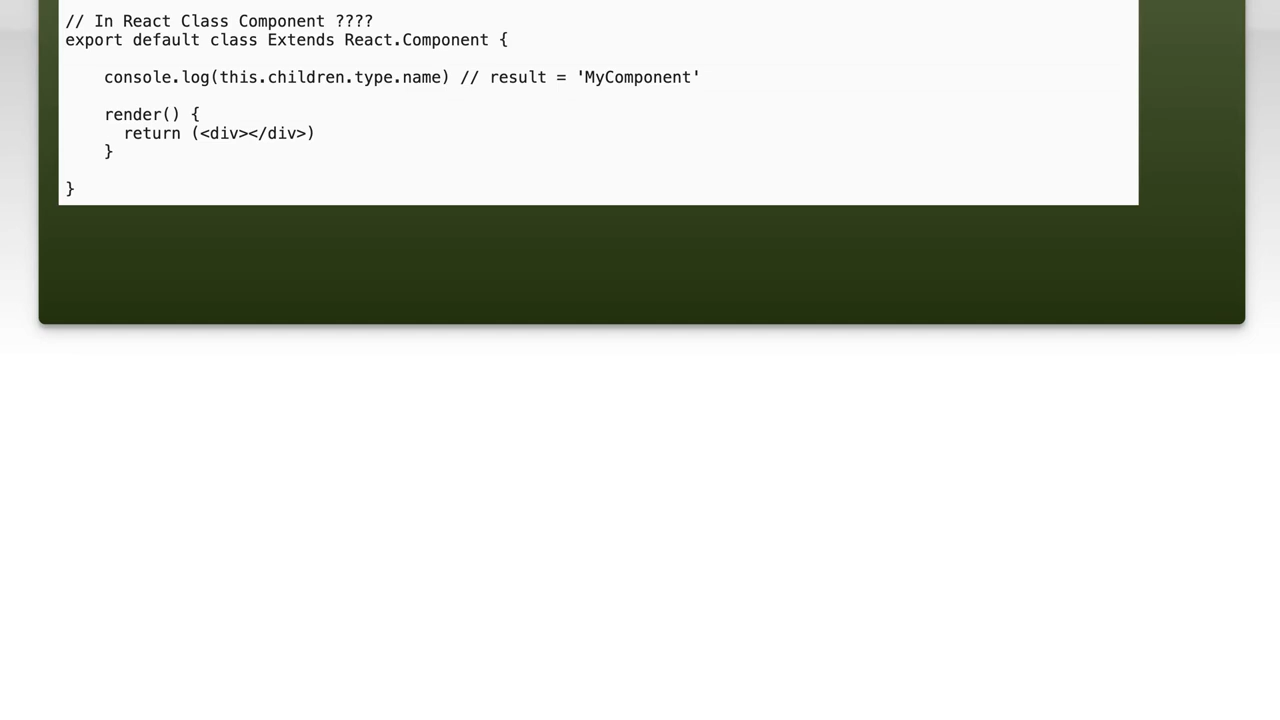 // In React Class Component ????
export default class Extends React.Component {
console.log(this.children.type.name) // result = 'MyComponent'
render() {
return (<div></div>)
}
}